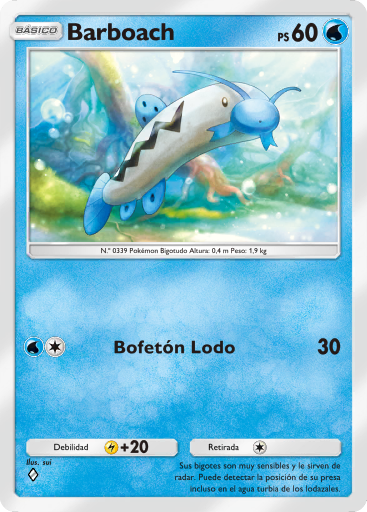 BÁSICO Barboach PS 60
N.º 0339 Pokémon Bigotudo Altura: 0,4 m Peso: 1,9 kg
Bofetón Lodo 30
Debilidad +20 Retirada
Ilus. sui
Sus bigotes son muy sensibles y le sirven de
radar. Puede detectar la posición de su presa
incluso en el agua turbia de los lodazales.